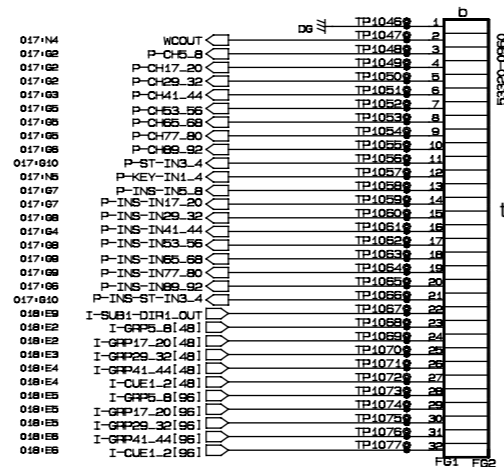 b
DG TP1046 1
017:N4 WCOUT TP1047 2
017:G2 P-CH5_8 TP1048 3
017:G2 P-CH17_20 TP1049 4
017:G2 P-CH29_32 TP1050 5
017:G3 P-CH41_44 TP1051 6
017:G5 P-CH53_56 TP1052 7
017:G5 P-CH65_68 TP1053 8
017:G5 P-CH77_80 TP1054 9
017:G6 P-CH89_92 TP1055 10
017:G10 P-ST-IN3_4 TP1056 11
017:N5 P-KEY-IN1_4 TP1057 12
017:G7 P-INS-IN5_8 TP1058 13
017:G7 P-INS-IN17_20 TP1059 14
017:G8 P-INS-IN29_32 TP1060 15
017:G4 P-INS-IN41_44 TP1061 16
017:G8 P-INS-IN53_56 TP1062 17
017:G8 P-INS-IN65_68 TP1063 18
017:G9 P-INS-IN77_80 TP1064 19
017:G6 P-INS-IN89_92 TP1065 20
017:G10 P-INS-ST-IN3_4 TP1066 21
018:E9 I-SUB1-DIR1_OUT TP1067 22
018:E2 I-GRP5_8[48] TP1068 23
018:E2 I-GRP17_20[48] TP1069 24
018:E3 I-GRP29_32[48] TP1070 25
018:E4 I-GRP41_44[48] TP1071 26
018:E4 I-CUE1_2[48] TP1072 27
018:E5 I-GRP5_8[96] TP1073 28
018:E5 I-GRP17_20[96] TP1074 29
018:E5 I-GRP29_32[96] TP1075 30
018:E6 I-GRP41_44[96] TP1076 31
018:E6 I-CUE1_2[96] TP1077 32
FG1 FG2